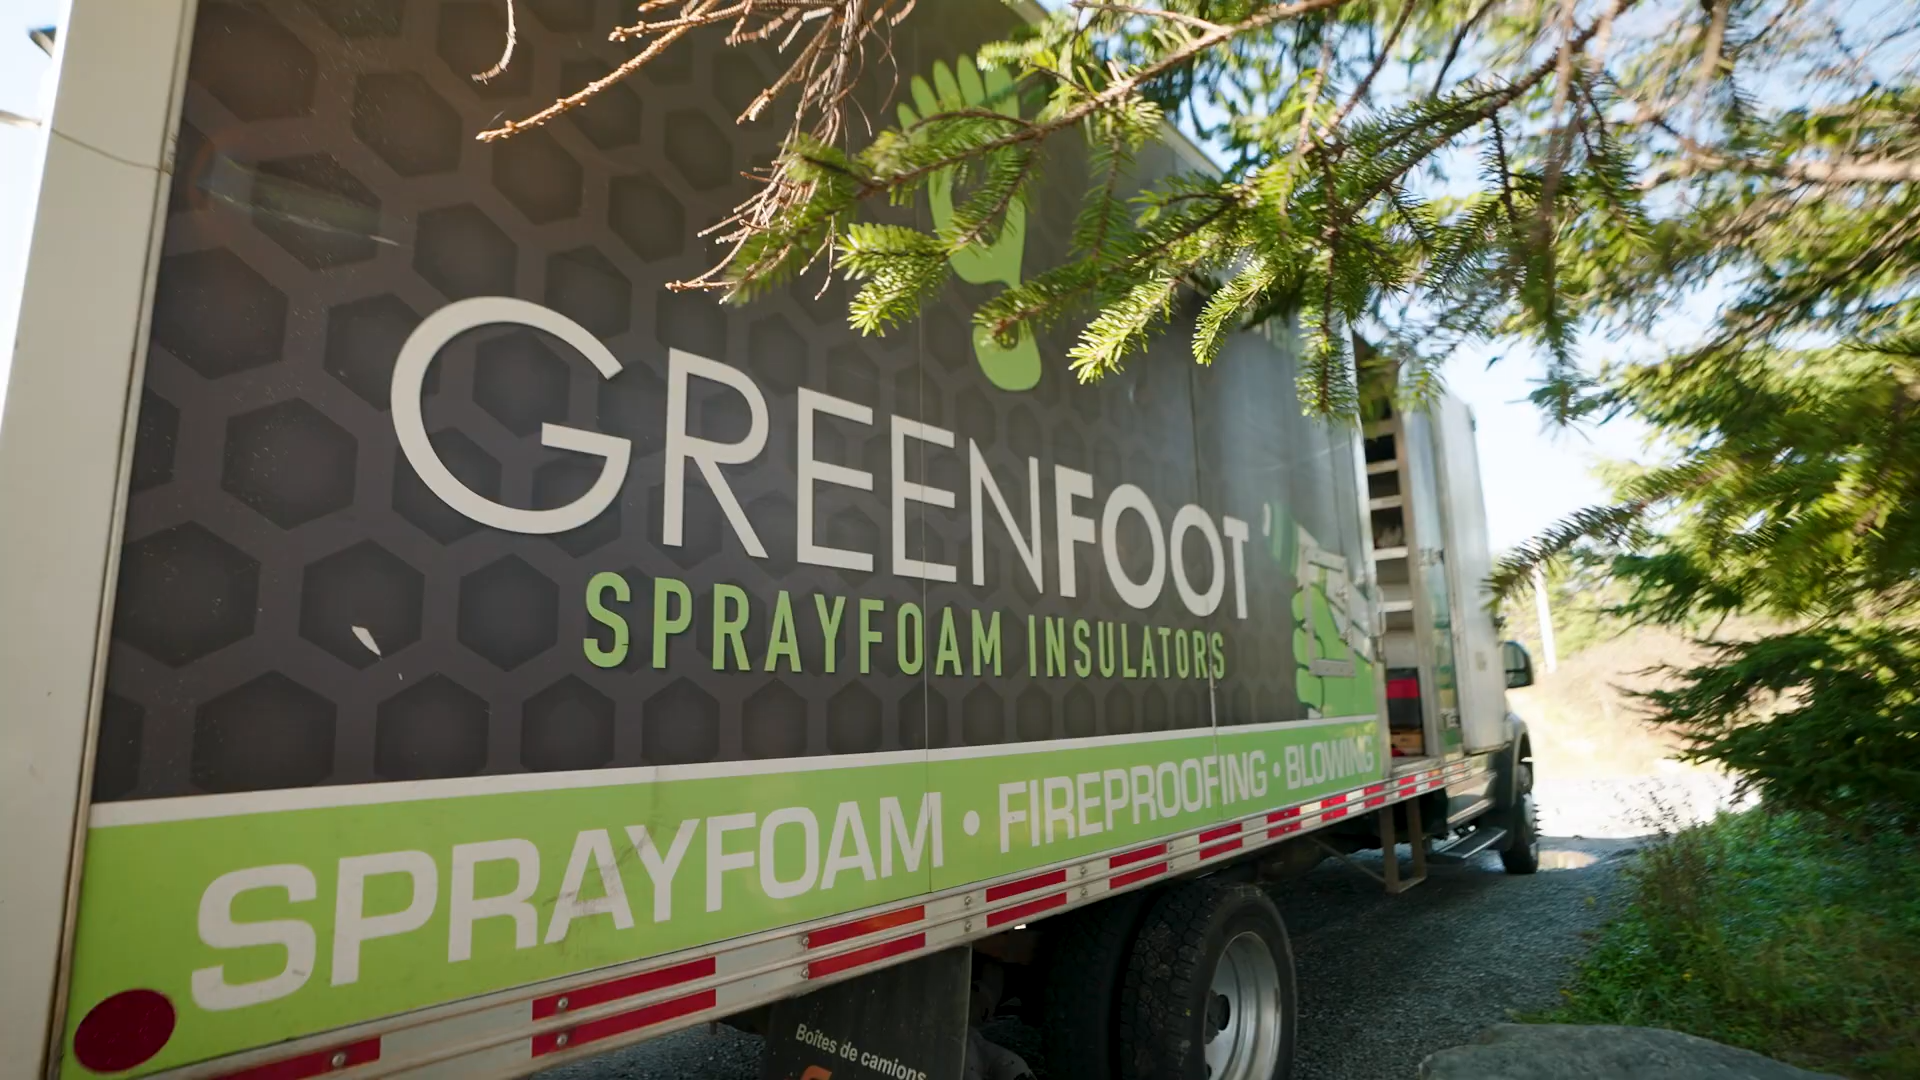 GREENFOOT
SPRAYFOAM INSULATORS
SPRAYFOAM • FIREPROOFING • BLOWING
Boîtes de camions